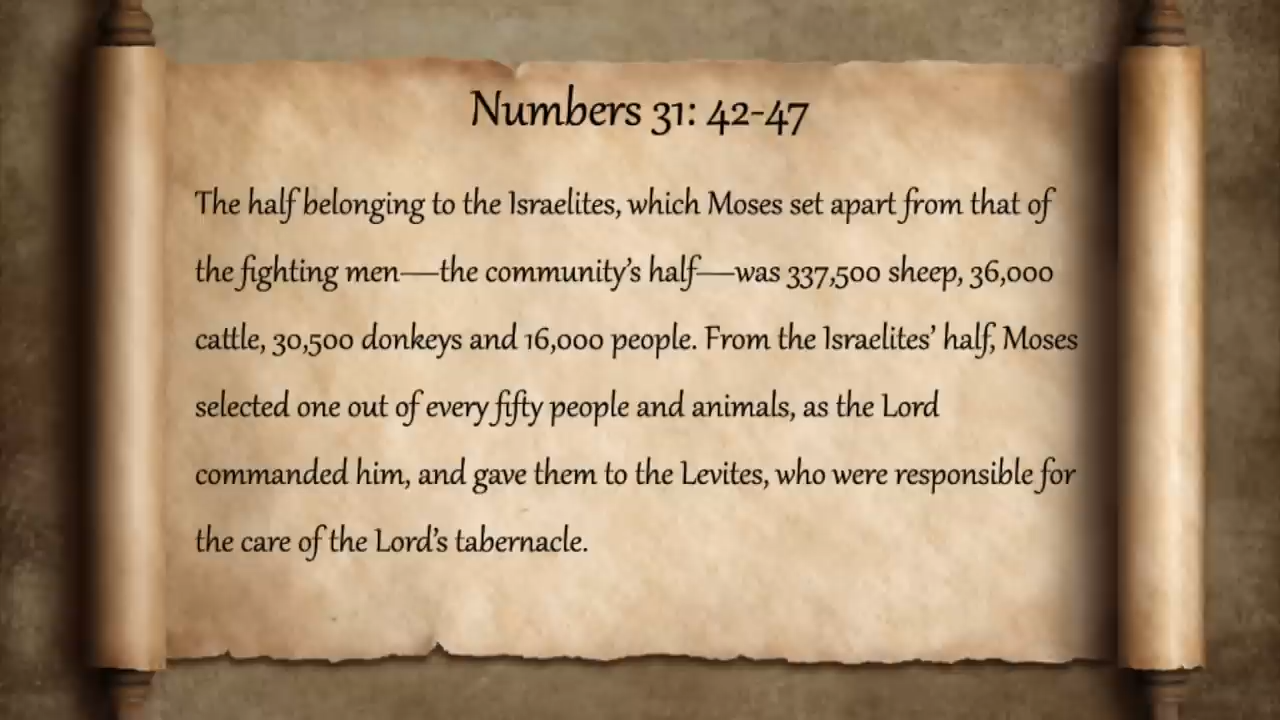 Numbers 31: 42-47
The half belonging to the Israelites, which Moses set apart from that of
the fighting men—the community's half—was 337,500 sheep, 36,000
cattle, 30,500 donkeys and 16,000 people. From the Israelites' half, Moses
selected one out of every fifty people and animals, as the Lord
commanded him, and gave them to the Levites, who were responsible for
the care of the Lord's tabernacle.